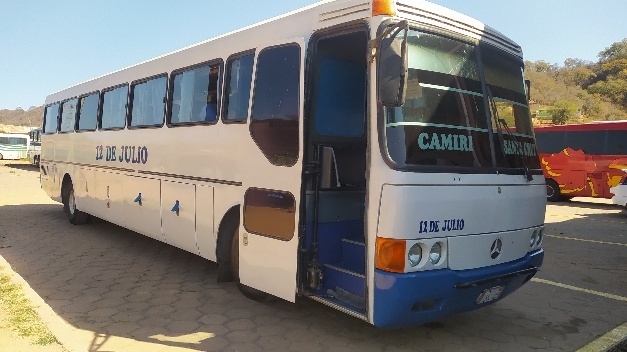 12 DE JULIO
CAMIRI
SANTA CRUZ
12 DE JULIO